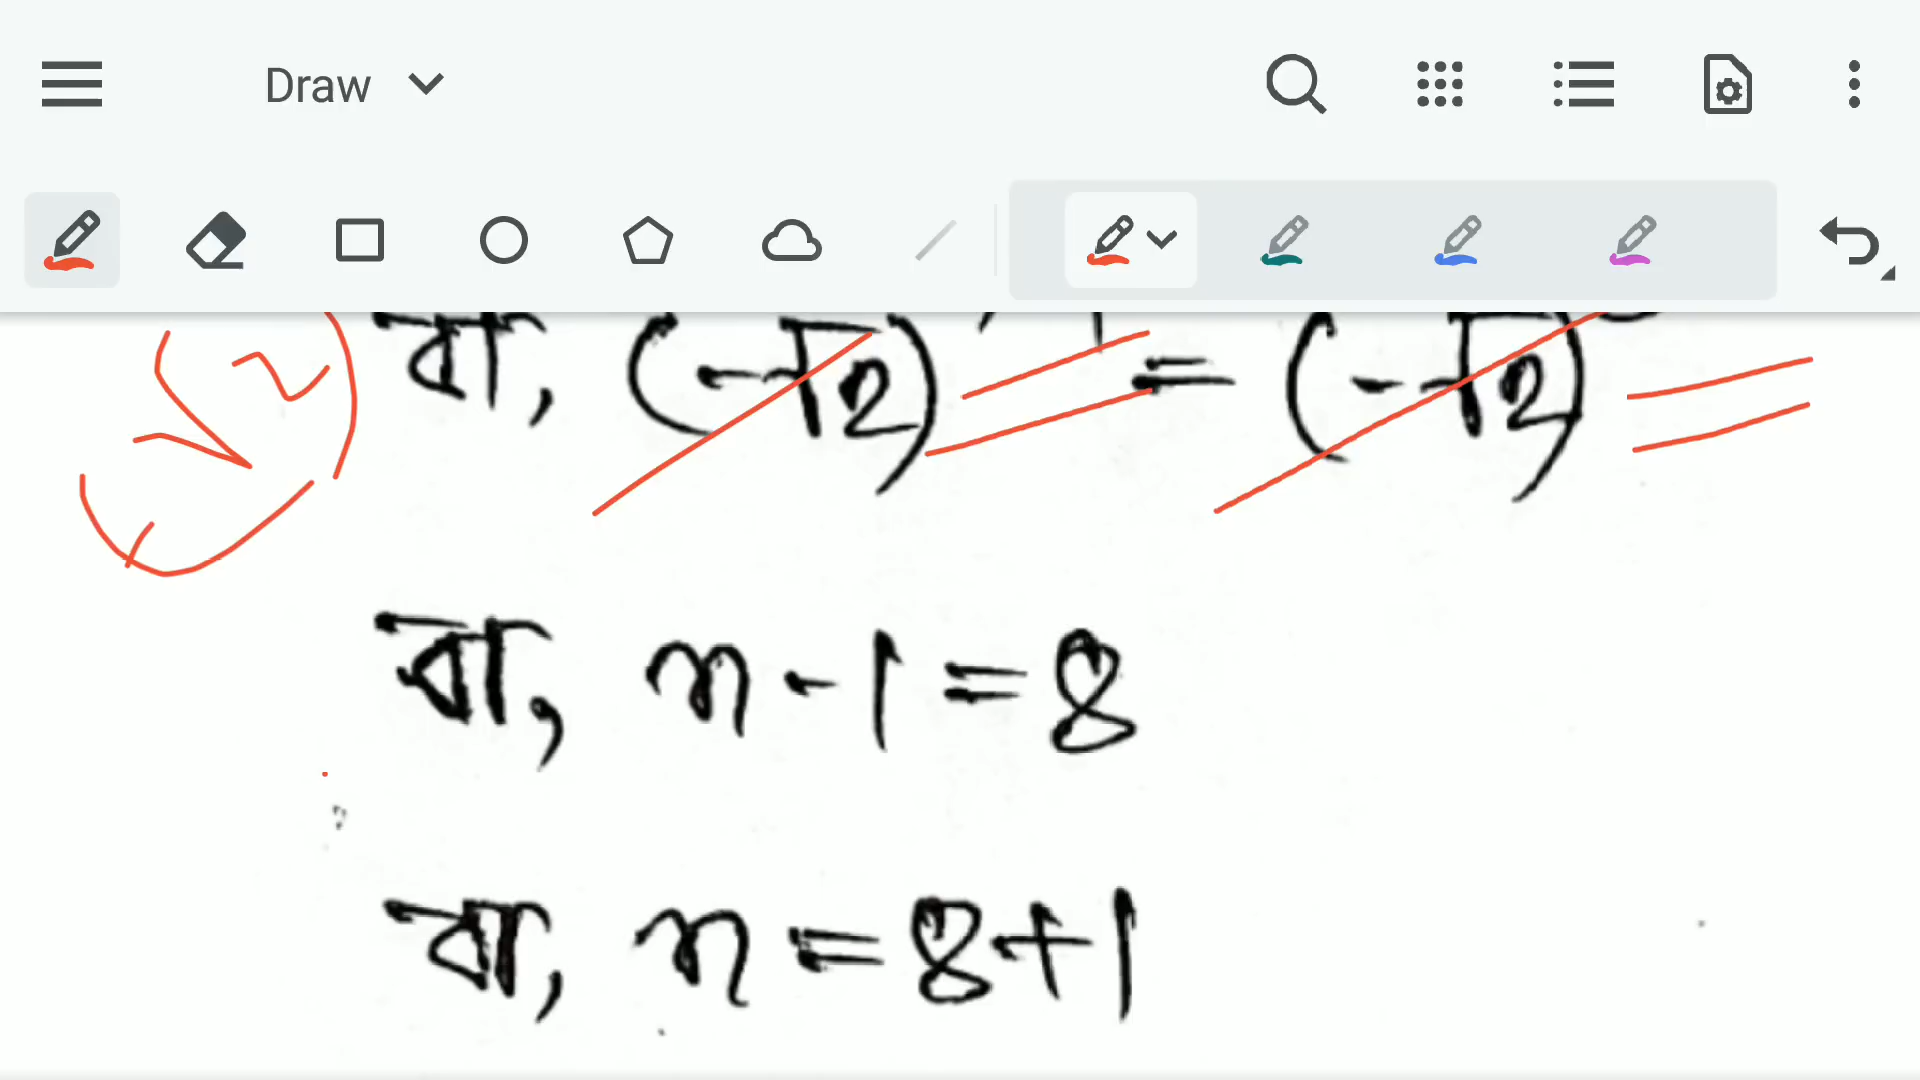 Draw
বা, (-√2) = (-√2)
বা, n-1=8
বা, n=8+1